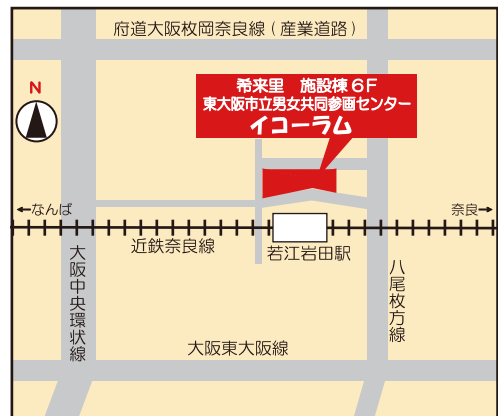 府道大阪枚岡奈良線(産業道路)
N
希来里 施設棟6F
東大阪市立男女共同参画センター
イコーラム
←なんば
奈良→
近鉄奈良線
若江岩田駅
大阪中央環状線
八尾枚方線
大阪東大阪線